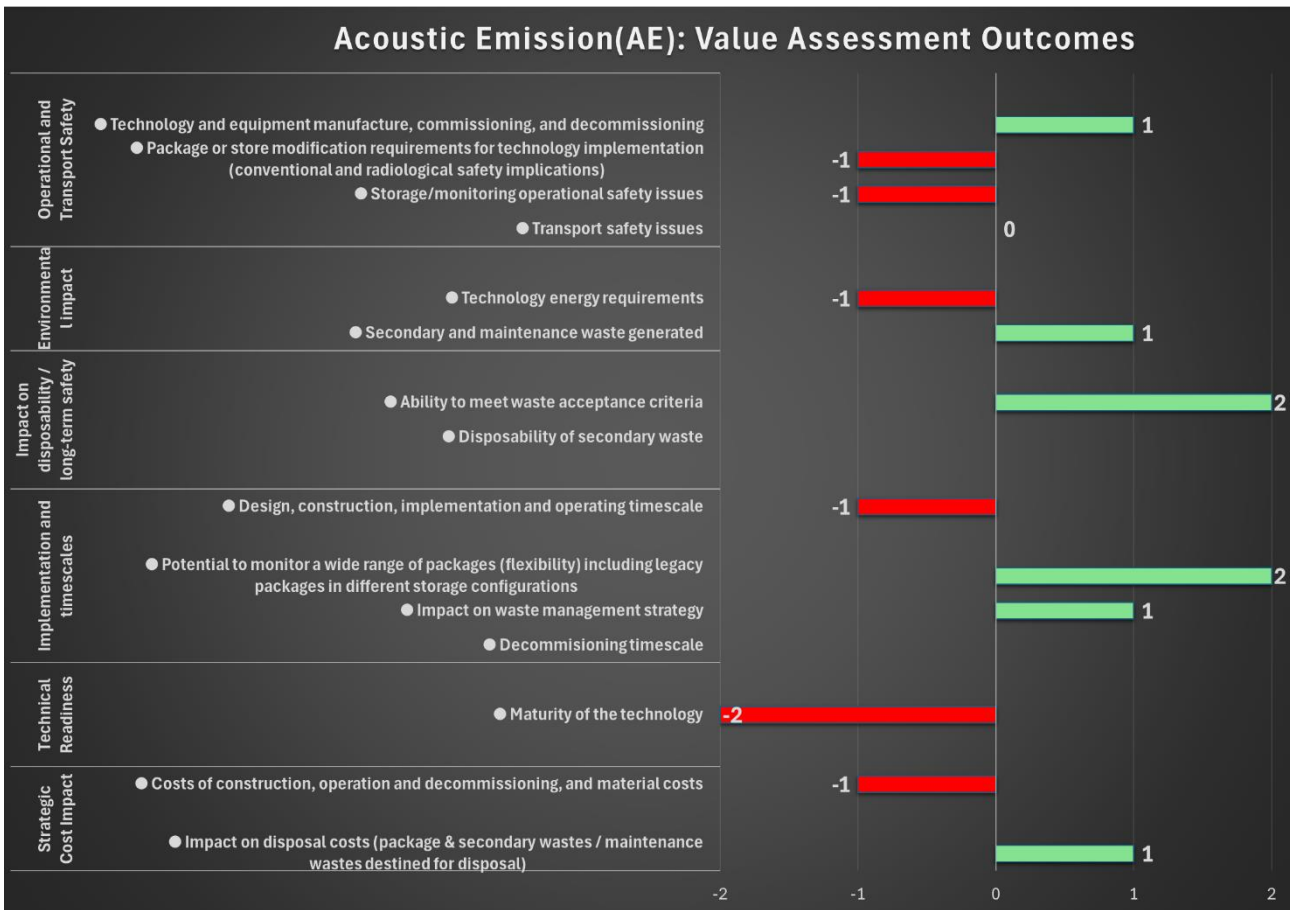 Acoustic Emission(AE): Value Assessment Outcomes
Operational and
Transport Safety
● Technology and equipment manufacture, commissioning, and decommissioning
1
● Package or store modification requirements for technology implementation
(conventional and radiological safety implications)
-1
● Storage/monitoring operational safety issues
-1
● Transport safety issues
0
Environmenta
l impact
● Technology energy requirements
-1
● Secondary and maintenance waste generated
1
Impact on
disposability /
long-term safety
● Ability to meet waste acceptance criteria
2
● Disposability of secondary waste
Implementation and
timescales
● Design, construction, implementation and operating timescale
-1
● Potential to monitor a wide range of packages (flexibility) including legacy
packages in different storage configurations
2
● Impact on waste management strategy
1
● Decommisioning timescale
Technical
Readiness
● Maturity of the technology
-2
Strategic
Cost Impact
● Costs of construction, operation and decommissioning, and material costs
-1
● Impact on disposal costs (package & secondary wastes / maintenance
wastes destined for disposal)
1
-2 -1 0 1 2